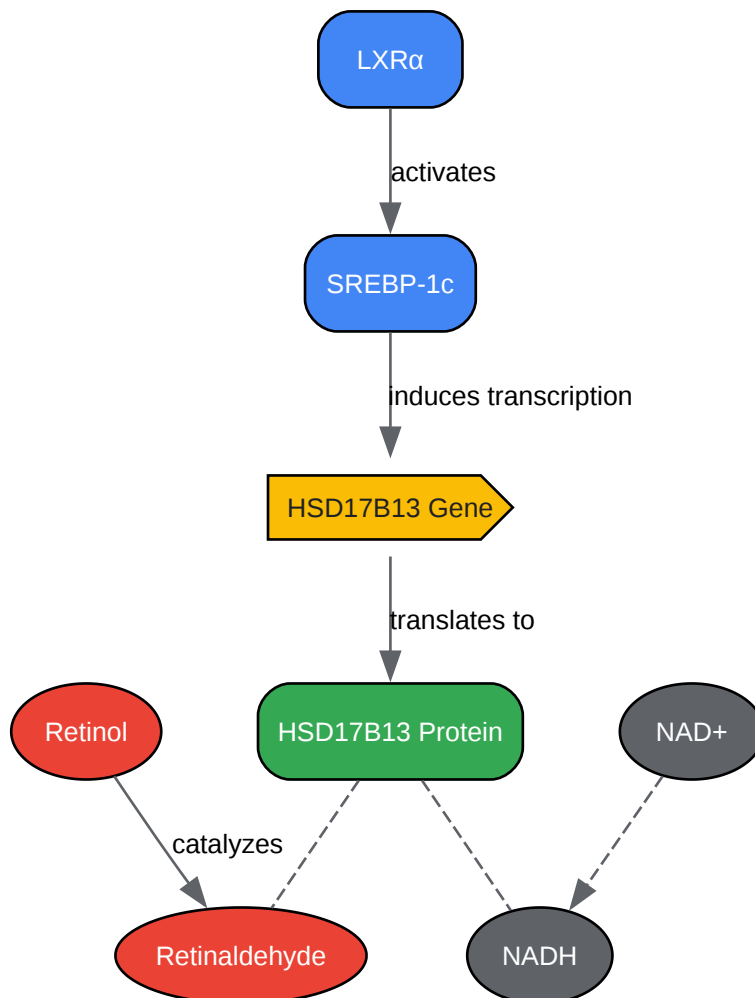 LXRα
activates
SREBP-1c
induces transcription
HSD17B13 Gene
translates to
Retinol
HSD17B13 Protein
NAD+
catalyzes
Retinaldehyde
NADH